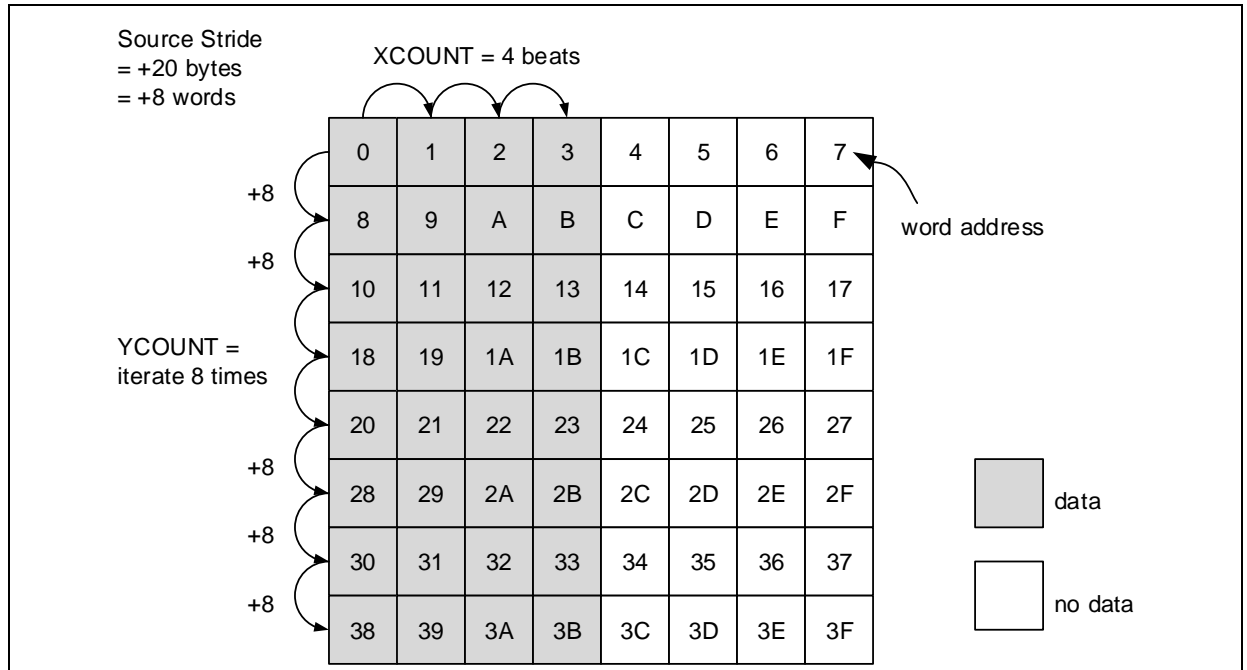 Source Stride
= +20 bytes
= +8 words
XCOUNT = 4 beats
0 1 2 3 4 5 6 7
+8
8 9 A B C D E F
word address
+8
10 11 12 13 14 15 16 17
YCOUNT =
iterate 8 times
18 19 1A 1B 1C 1D 1E 1F
20 21 22 23 24 25 26 27
+8
28 29 2A 2B 2C 2D 2E 2F
data
+8
30 31 32 33 34 35 36 37
+8
no data
38 39 3A 3B 3C 3D 3E 3F